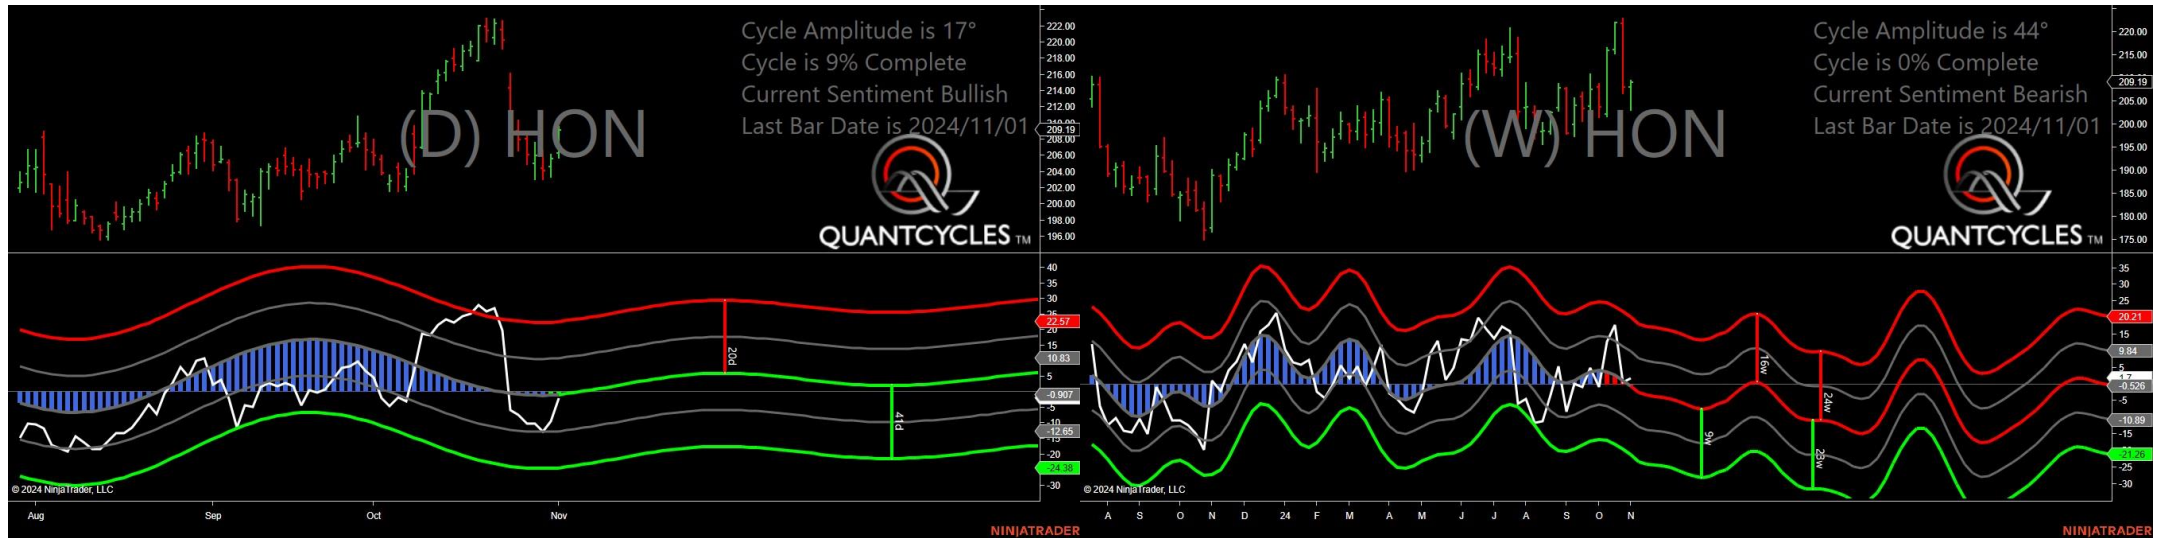 Cycle Amplitude is 17°
Cycle is 9% Complete
Current Sentiment Bullish
Last Bar Date is 2024/11/01
(D) HON
QUANTCYCLES TM
222.00
220.00
218.00
216.00
214.00
212.00
210.00
209.19
208.00
206.00
204.00
202.00
200.00
198.00
196.00
40
35
30
25
22.57
20
15
10.83
5
-0.907
-5
-10
-12.65
-15
-20
-24.38
-30
20d
41d
© 2024 NinjaTrader, LLC
Aug Sep Oct Nov
NINJATRADER
Cycle Amplitude is 44°
Cycle is 0% Complete
Current Sentiment Bearish
Last Bar Date is 2024/11/01
(W) HON
QUANTCYCLES TM
220.00
215.00
209.19
205.00
200.00
195.00
190.00
185.00
180.00
175.00
35
30
25
20.21
15
9.84
5
1.7
-0.526
-5
-10.89
-15
-21.26
-25
-30
16w
24w
9w
23w
© 2024 NinjaTrader, LLC
A S O N D 24 F M A M J J A S O N
NINJATRADER